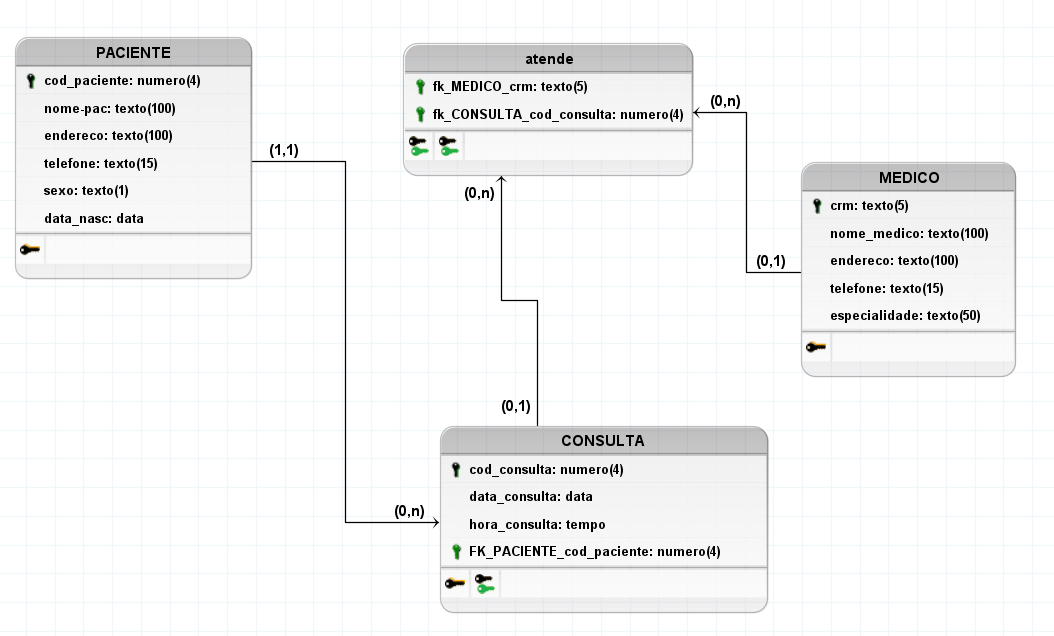 PACIENTE
cod_paciente: numero(4)
nome-pac: texto(100)
endereco: texto(100)
telefone: texto(15)
sexo: texto(1)
data_nasc: data
(1,1)
atende
fk_MEDICO_crm: texto(5)
fk_CONSULTA_cod_consulta: numero(4)
(0,n)
(0,n)
MEDICO
crm: texto(5)
nome_medico: texto(100)
endereco: texto(100)
telefone: texto(15)
especialidade: texto(50)
(0,1)
(0,1)
(0,n)
CONSULTA
cod_consulta: numero(4)
data_consulta: data
hora_consulta: tempo
FK_PACIENTE_cod_paciente: numero(4)